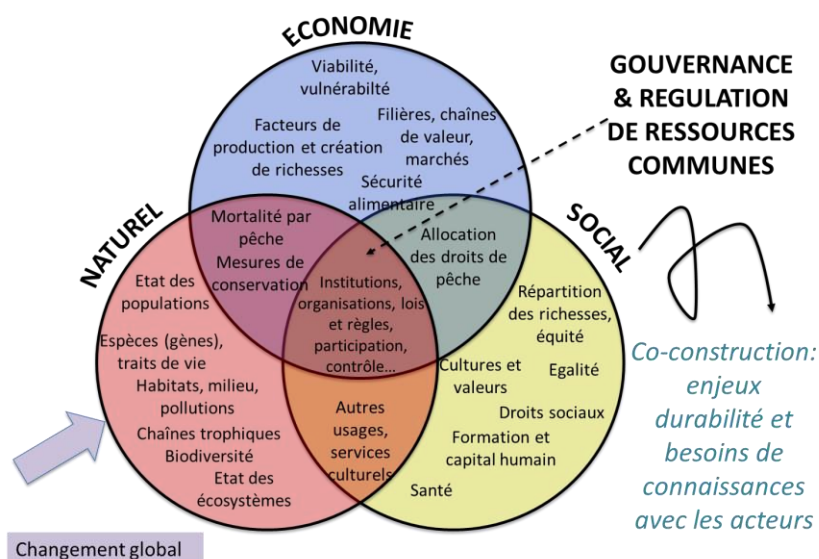 ECONOMIE
Viabilité,
vulnérabilté
Facteurs de
production et création
de richesses
Filières, chaînes
de valeur,
marchés
Sécurité
alimentaire
GOUVERNANCE
& REGULATION
DE RESSOURCES
COMMUNES
NATUREL
Mortalité par
pêche
Mesures de
conservation
Allocation
des droits de
pêche
SOCIAL
Institutions,
organisations, lois
et règles,
participation,
contrôle...
Etat des
populations
Espèces (gènes),
traits de vie
Habitats, milieu,
pollutions
Chaînes trophiques
Biodiversité
Etat des
écosystèmes
Autres
usages,
services
culturels
Répartition
des richesses,
équité
Cultures et
valeurs
Egalité
Droits sociaux
Formation et
capital humain
Santé
Co-construction:
enjeux
durabilité et
besoins de
connaissances
avec les acteurs
Changement global